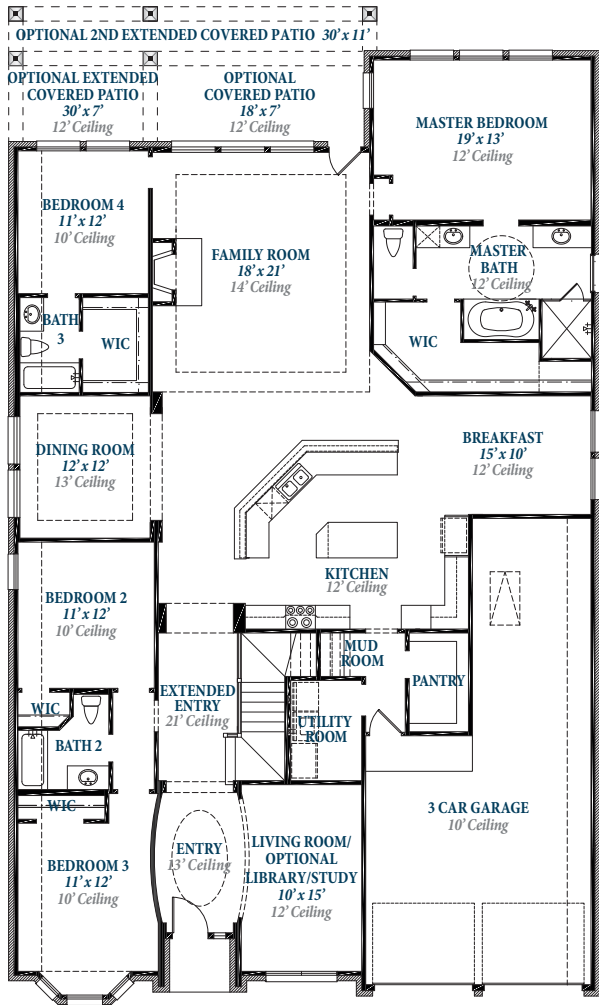 OPTIONAL 2ND EXTENDED COVERED PATIO 30' x 11'
OPTIONAL EXTENDED
COVERED PATIO
30' x 7'
12' Ceiling
OPTIONAL
COVERED PATIO
18' x 7'
12' Ceiling
MASTER BEDROOM
19' x 13'
12' Ceiling
BEDROOM 4
11' x 12'
10' Ceiling
FAMILY ROOM
18' x 21'
14' Ceiling
MASTER
BATH
12' Ceiling
BATH
3
WIC
WIC
DINING ROOM
12' x 12'
13' Ceiling
BREAKFAST
15' x 10'
12' Ceiling
KITCHEN
12' Ceiling
BEDROOM 2
11' x 12'
10' Ceiling
MUD
ROOM
PANTRY
EXTENDED
ENTRY
21' Ceiling
WIC
UTILITY
ROOM
BATH 2
WIC
3 CAR GARAGE
10' Ceiling
ENTRY
13' Ceiling
LIVING ROOM/
OPTIONAL
LIBRARY/STUDY
10' x 15'
12' Ceiling
BEDROOM 3
11' x 12'
10' Ceiling